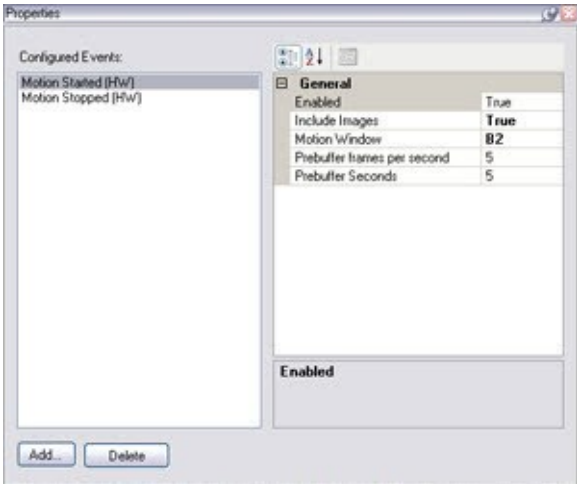 Properties
Configured Events:
Motion Started (HW)
Motion Stopped (HW)
General
Enabled True
Include Images True
Motion Window B2
Prebuffer frames per second 5
Prebuffer Seconds 5
Enabled
Add... Delete